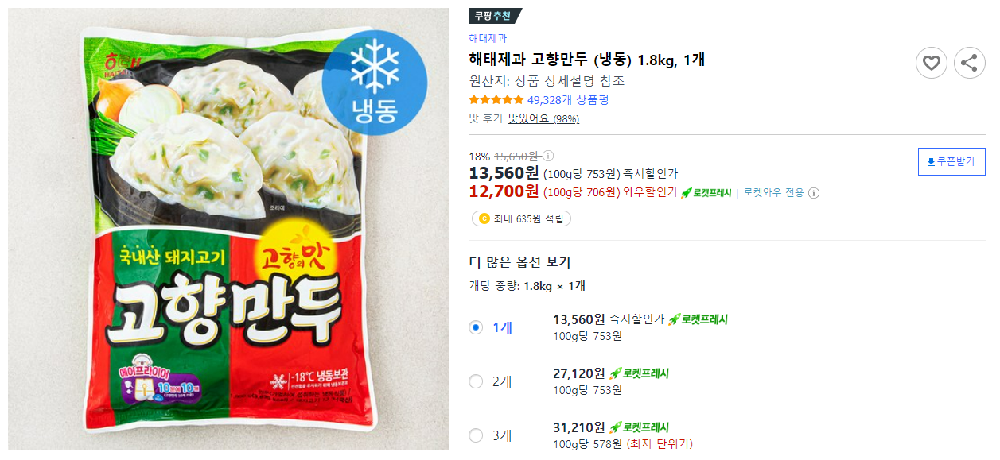 해태
HAITAI
냉동
조리예
국내산 돼지고기
고향의맛
고향만두
에어프라이어
-18℃ 냉동보관
쿠팡추천
해태제과
해태제과 고향만두 (냉동) 1.8kg, 1개
원산지: 상품 상세설명 참조
49,328개 상품평
맛 후기 맛있어요 (98%)
18% 15,650원
13,560원 (100g당 753원) 즉시할인가
쿠폰받기
12,700원 (100g당 706원) 와우할인가 로켓프레시 | 로켓와우 전용
최대 635원 적립
더 많은 옵션 보기
개당 중량: 1.8kg × 1개
1개 13,560원 즉시할인가 로켓프레시
100g당 753원
2개 27,120원 로켓프레시
100g당 753원
3개 31,210원 로켓프레시
100g당 578원 (최저 단위가)